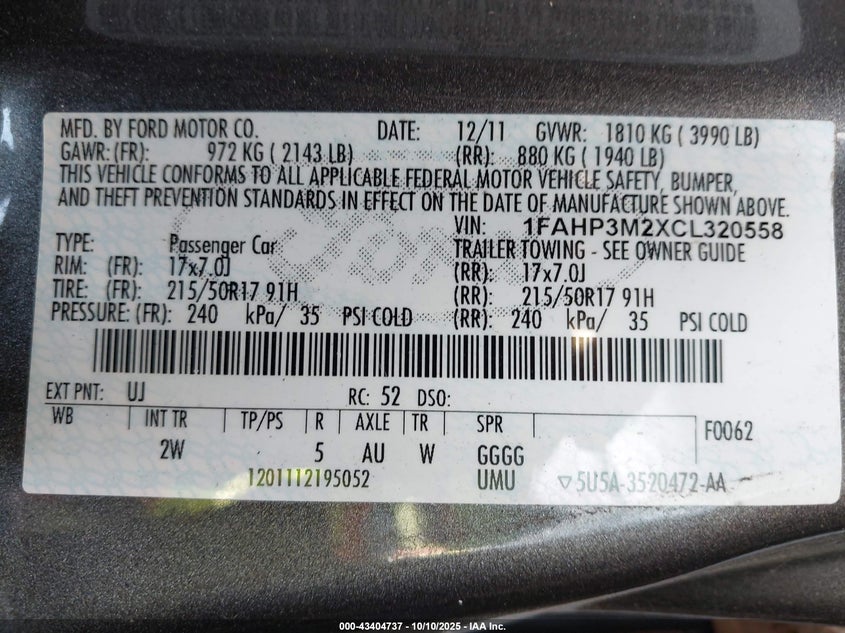 MFD. BY FORD MOTOR CO. DATE: 12/11 GVWR: 1810 KG ( 3990 LB)
GAWR: (FR): 972 KG ( 2143 LB) (RR): 880 KG ( 1940 LB)
THIS VEHICLE CONFORMS TO ALL APPLICABLE FEDERAL MOTOR VEHICLE SAFETY, BUMPER,
AND THEFT PREVENTION STANDARDS IN EFFECT ON THE DATE OF MANUFACTURE SHOWN ABOVE.
VIN: 1FAHP3M2XCL320558
TYPE: Passenger Car TRAILER TOWING - SEE OWNER GUIDE
RIM: (FR): 17x7.0J (RR): 17x7.0J
TIRE: (FR): 215/50R17 91H (RR): 215/50R17 91H
PRESSURE: (FR): 240 kPa/ 35 PSI COLD (RR): 240 kPa/ 35 PSI COLD
EXT PNT: UJ RC: 52 DSO:
WB INT TR TP/PS R AXLE TR SPR F0062
2W 5 AU W GGGG
1201112195052 UMU ▽5U5A-3520472-AA
000-43404737 - 10/10/2025 - IAA Inc.